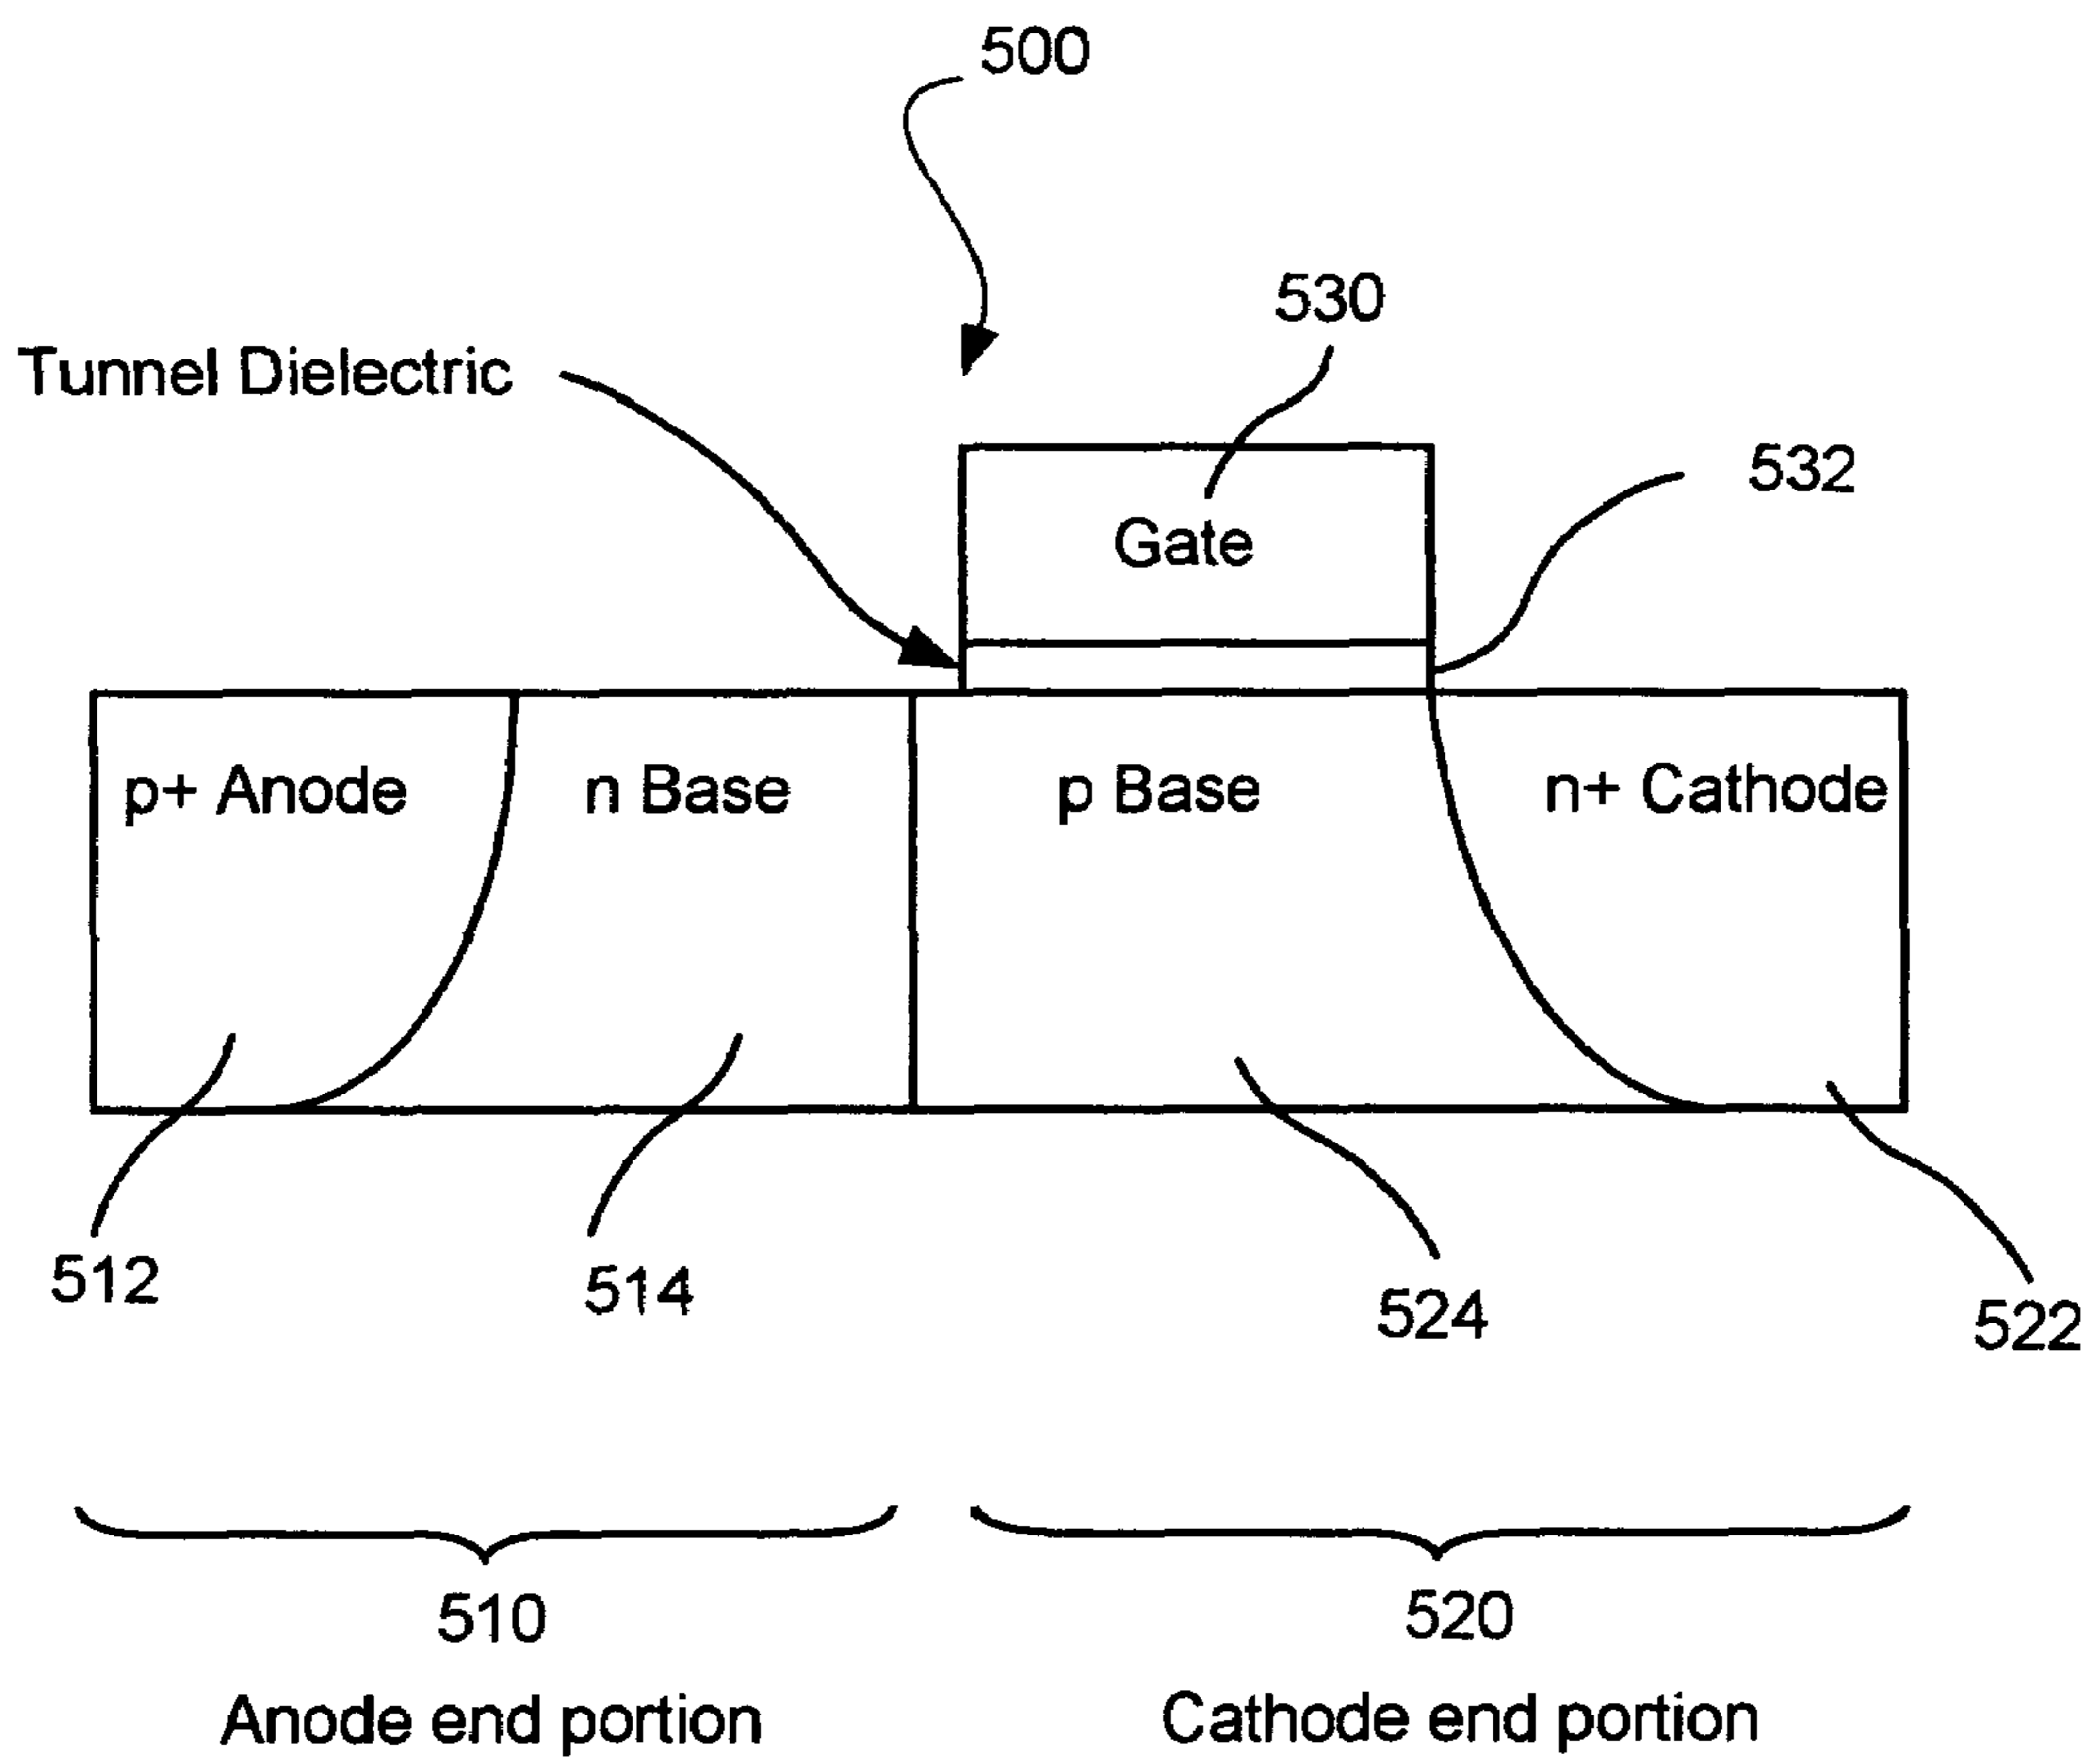 500
530
Tunnel Dielectric
532
Gate
p+ Anode
n Base
p Base
n+ Cathode
512
514
524
522
510
520
Anode end portion
Cathode end portion